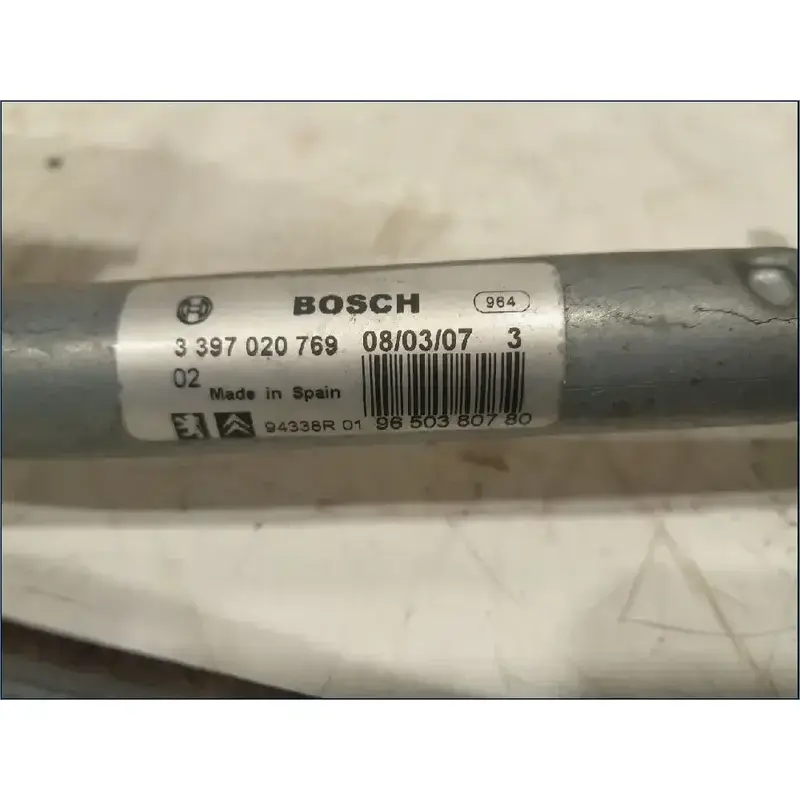 BOSCH 964
3 397 020 769 08/03/07 3
02 Made in Spain
94338R 01 96 503 807 80